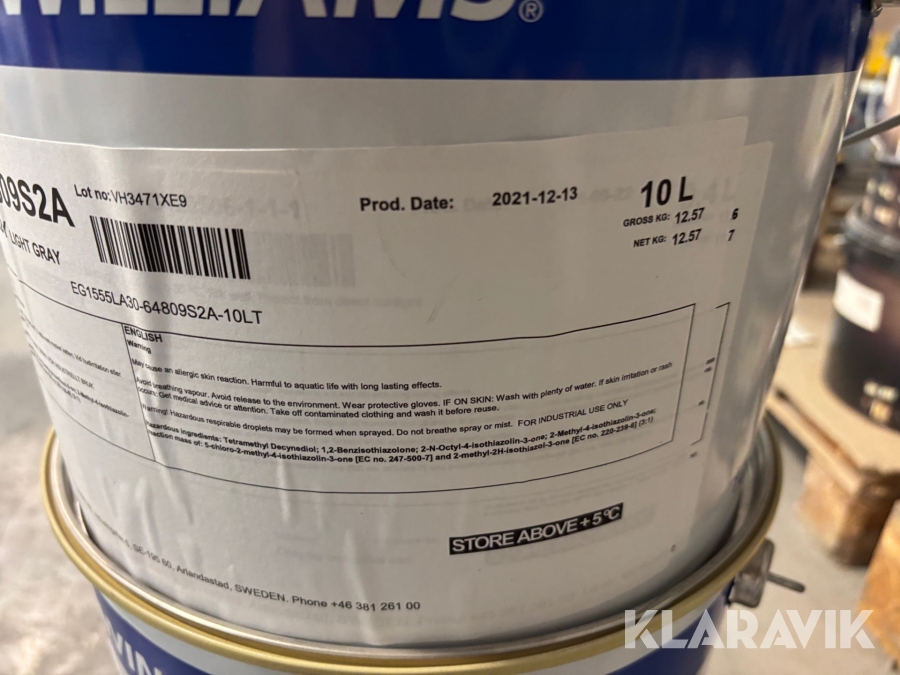 WILLIAMS®
09S2A
Lot no: VH3471XE9
Prod. Date: 2021-12-13
10 L
GROSS KG: 12.57 6
NET KG: 12.57 7
LIGHT GRAY
EG1555LA30-64809S2A-10LT
ENGLISH
Warning
May cause an allergic skin reaction. Harmful to aquatic life with long lasting effects.
Avoid breathing vapour. Avoid release to the environment. Wear protective gloves. IF ON SKIN: Wash with plenty of water. If skin irritation or rash
occurs: Get medical advice or attention. Take off contaminated clothing and wash it before reuse.
Warning! Hazardous respirable droplets may be formed when sprayed. Do not breathe spray or mist. FOR INDUSTRIAL USE ONLY
Hazardous ingredients: Tetramethyl Decynediol; 1,2-Benzisothiazolone; 2-N-Octyl-4-isothiazolin-3-one; 2-Methyl-4-isothiazolin-3-one;
reaction mass of: 5-chloro-2-methyl-4-isothiazolin-3-one [EC no. 247-500-7] and 2-methyl-2H-isothiazol-3-one [EC no. 220-239-6] (3:1)
STORE ABOVE +5°C
SE-195 60, Arlandastad, SWEDEN. Phone +46 381 261 00
KLARAVIK